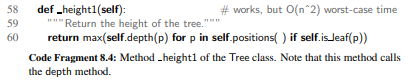 58 def _height1(self): # works, but O(n^2) worst-case time
59 """Return the height of the tree."""
60 return max(self.depth(p) for p in self.positions( ) if self.is_leaf(p))
Code Fragment 8.4: Method _height1 of the Tree class. Note that this method calls
the depth method.